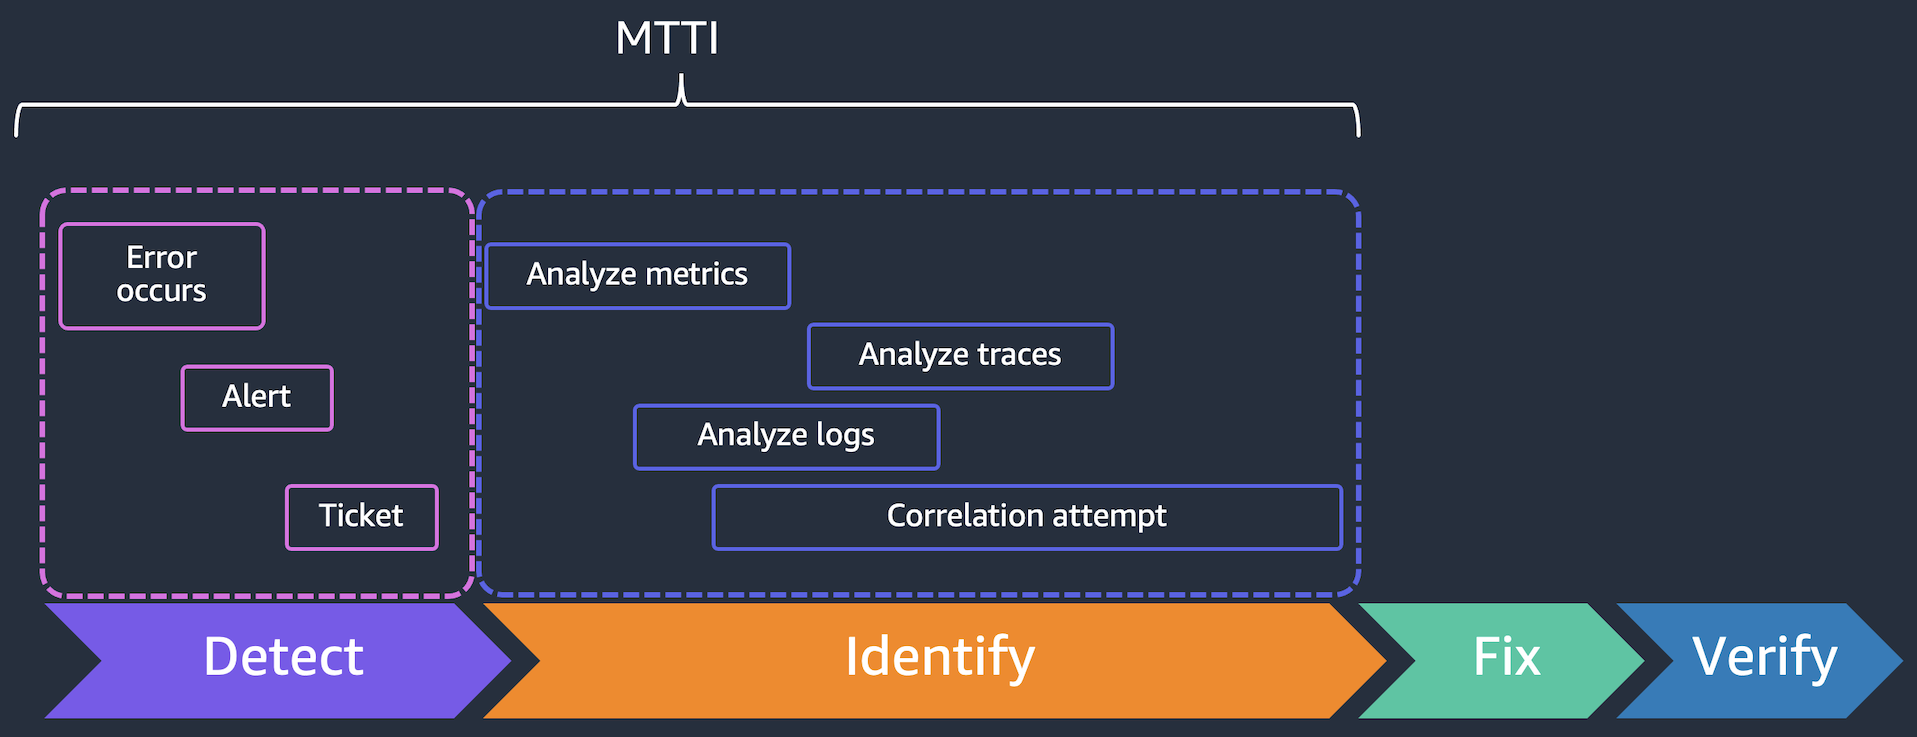 MTTI
Error
occurs
Alert
Ticket
Analyze metrics
Analyze traces
Analyze logs
Correlation attempt
Detect
Identify
Fix
Verify